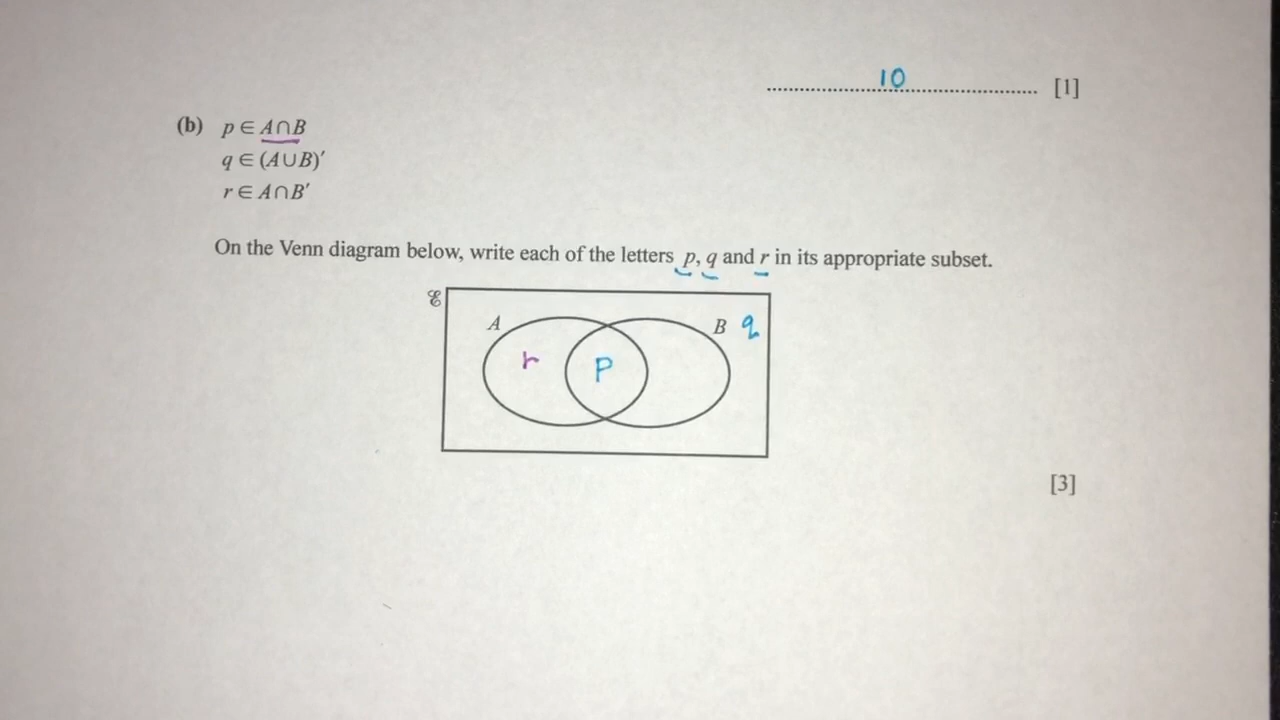 10 [1]
(b) p ∈ A∩B
q ∈ (A∪B)′
r ∈ A∩B′
On the Venn diagram below, write each of the letters p, q and r in its appropriate subset.
ℰ
A B q
r p
[3]